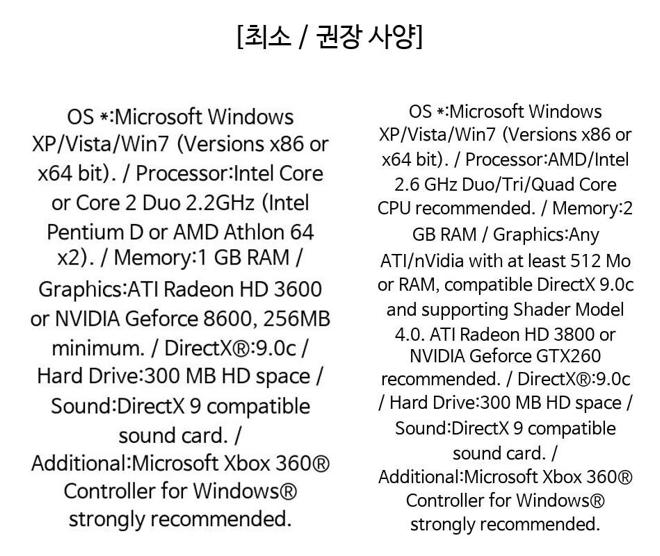 [최소 / 권장 사양]
OS *:Microsoft Windows
XP/Vista/Win7 (Versions x86 or
x64 bit). / Processor:Intel Core
or Core 2 Duo 2.2GHz (Intel
Pentium D or AMD Athlon 64
x2). / Memory:1 GB RAM /
Graphics:ATI Radeon HD 3600
or NVIDIA Geforce 8600, 256MB
minimum. / DirectX®:9.0c /
Hard Drive:300 MB HD space /
Sound:DirectX 9 compatible
sound card. /
Additional:Microsoft Xbox 360®
Controller for Windows®
strongly recommended.
OS *:Microsoft Windows
XP/Vista/Win7 (Versions x86 or
x64 bit). / Processor:AMD/Intel
2.6 GHz Duo/Tri/Quad Core
CPU recommended. / Memory:2
GB RAM / Graphics:Any
ATI/nVidia with at least 512 Mo
or RAM, compatible DirectX 9.0c
and supporting Shader Model
4.0. ATI Radeon HD 3800 or
NVIDIA Geforce GTX260
recommended. / DirectX®:9.0c
/ Hard Drive:300 MB HD space /
Sound:DirectX 9 compatible
sound card. /
Additional:Microsoft Xbox 360®
Controller for Windows®
strongly recommended.